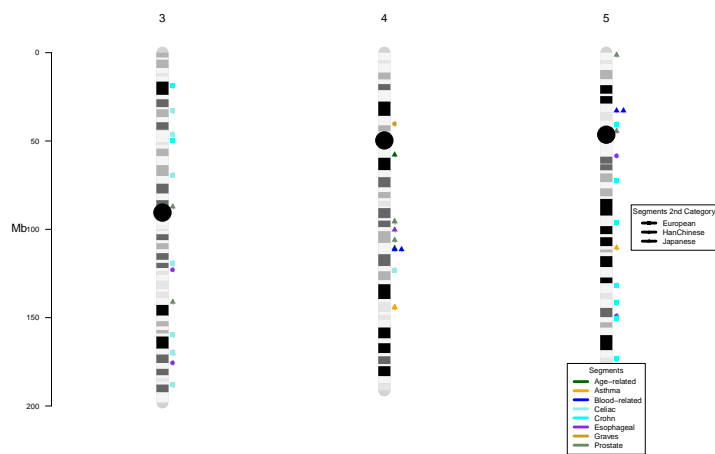 3 4 5
0
50
Mb
100
150
200
Segments 2nd Category
European
HanChinese
Japanese
Segments
Age−related
Asthma
Blood−related
Celiac
Crohn
Esophageal
Graves
Prostate